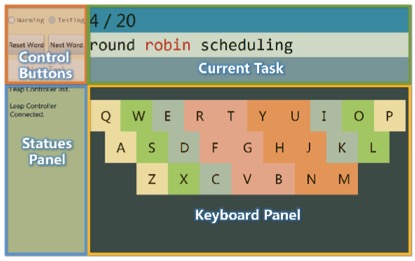 Warming Testing
4 / 20
Reset Word Next Word
round robin scheduling
Control
Buttons
Current Task
Leap Controller Init.
Leap Controller
Connected.
Statues
Panel
Q W E R T Y U I O P
A S D F G H J K L
Z X C V B N M
Keyboard Panel